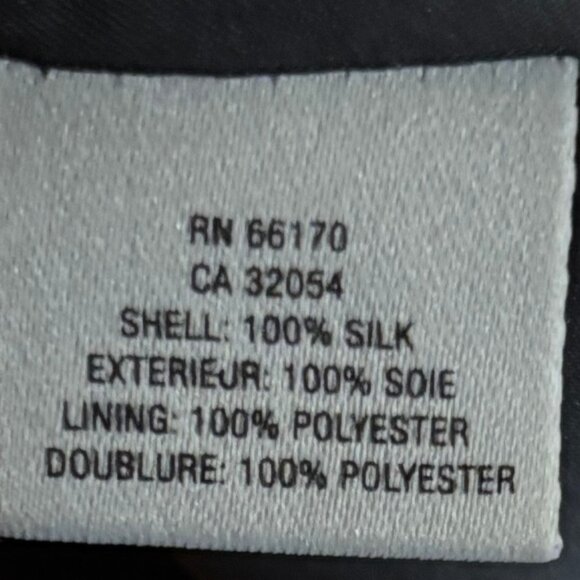 RN 66170
CA 32054
SHELL: 100% SILK
EXTERIEUR: 100% SOIE
LINING: 100% POLYESTER
DOUBLURE: 100% POLYESTER